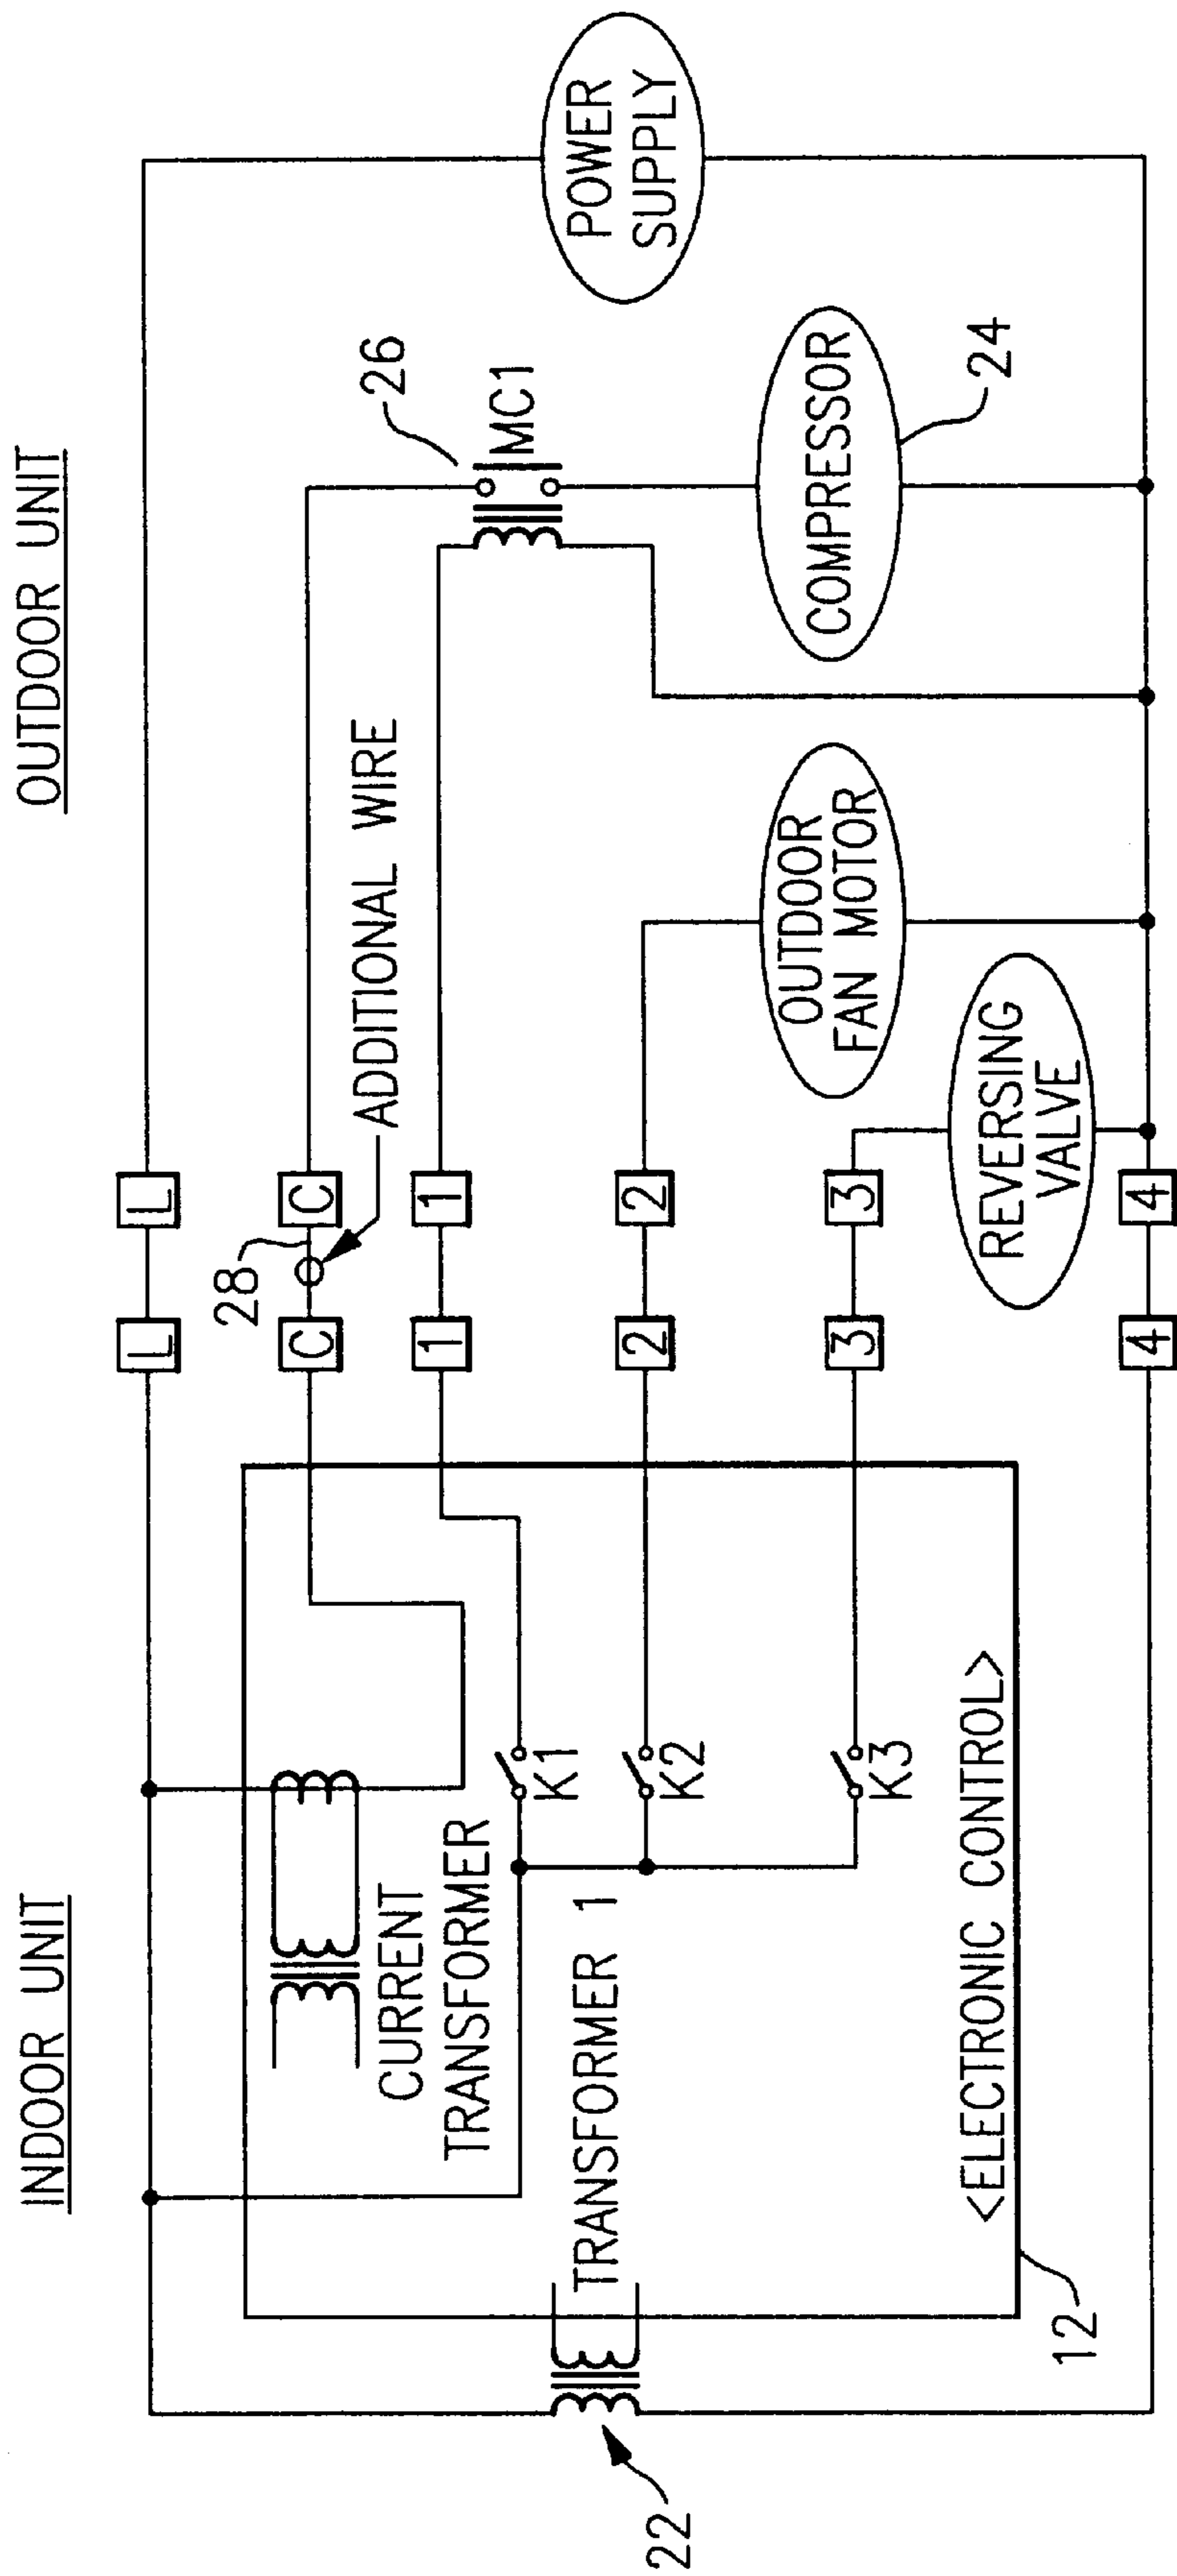 INDOOR UNIT
OUTDOOR UNIT
L
L
28
C
C
ADDITIONAL WIRE
26
MC1
1
1
CURRENT
TRANSFORMER
K1
POWER
SUPPLY
TRANSFORMER 1
K2
2
2
OUTDOOR
FAN MOTOR
COMPRESSOR
24
22
K3
3
3
REVERSING
VALVE
<ELECTRONIC CONTROL>
12
4
4